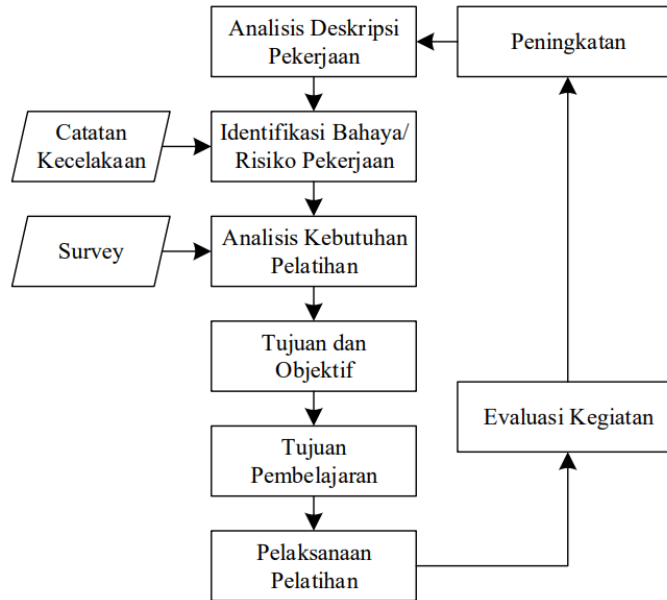 Analisis Deskripsi
Pekerjaan
Peningkatan
Catatan
Kecelakaan
Identifikasi Bahaya/
Risiko Pekerjaan
Survey
Analisis Kebutuhan
Pelatihan
Tujuan dan
Objektif
Tujuan
Pembelajaran
Evaluasi Kegiatan
Pelaksanaan
Pelatihan